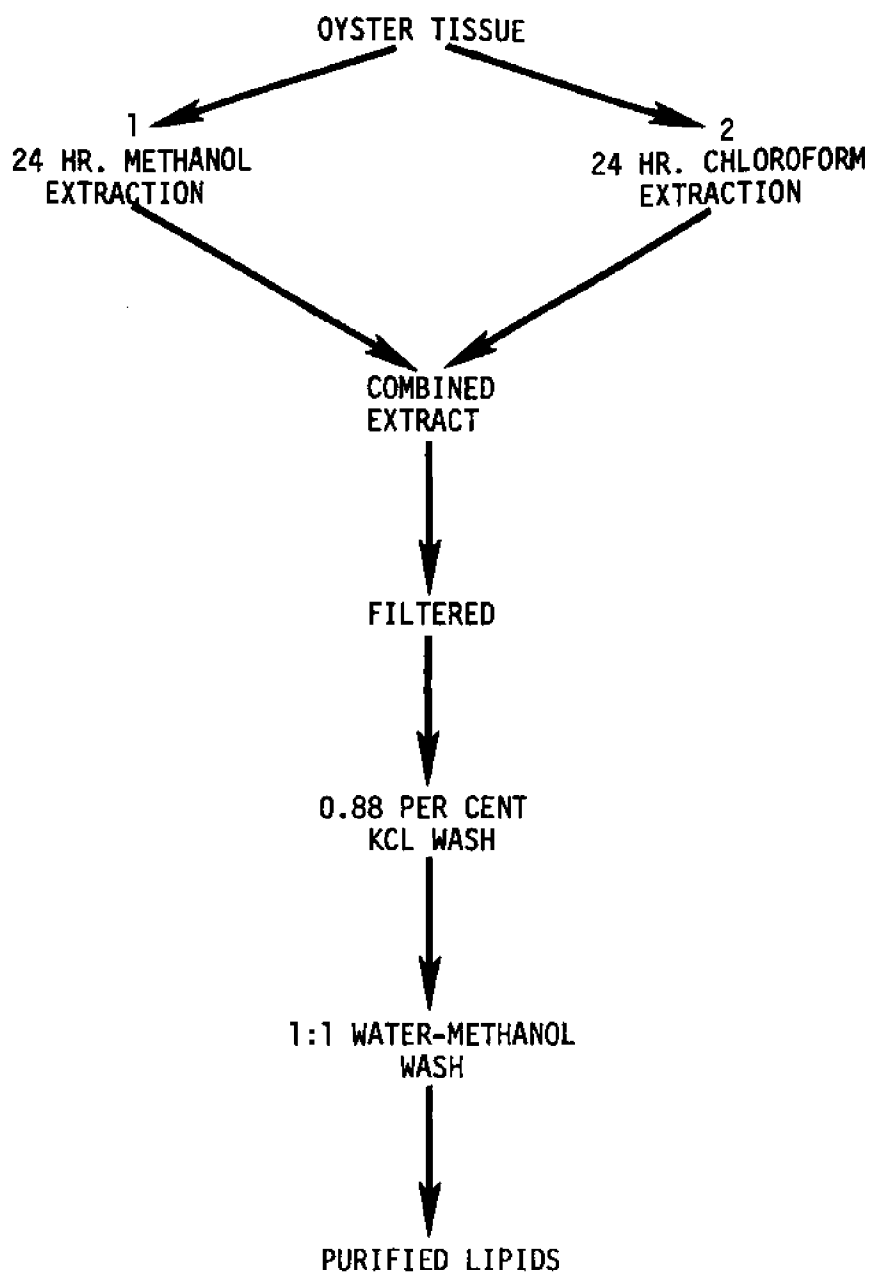 OYSTER TISSUE
1
24 HR. METHANOL
EXTRACTION
2
24 HR. CHLOROFORM
EXTRACTION
COMBINED
EXTRACT
FILTERED
0.88 PER CENT
KCL WASH
1:1 WATER-METHANOL
WASH
PURIFIED LIPIDS